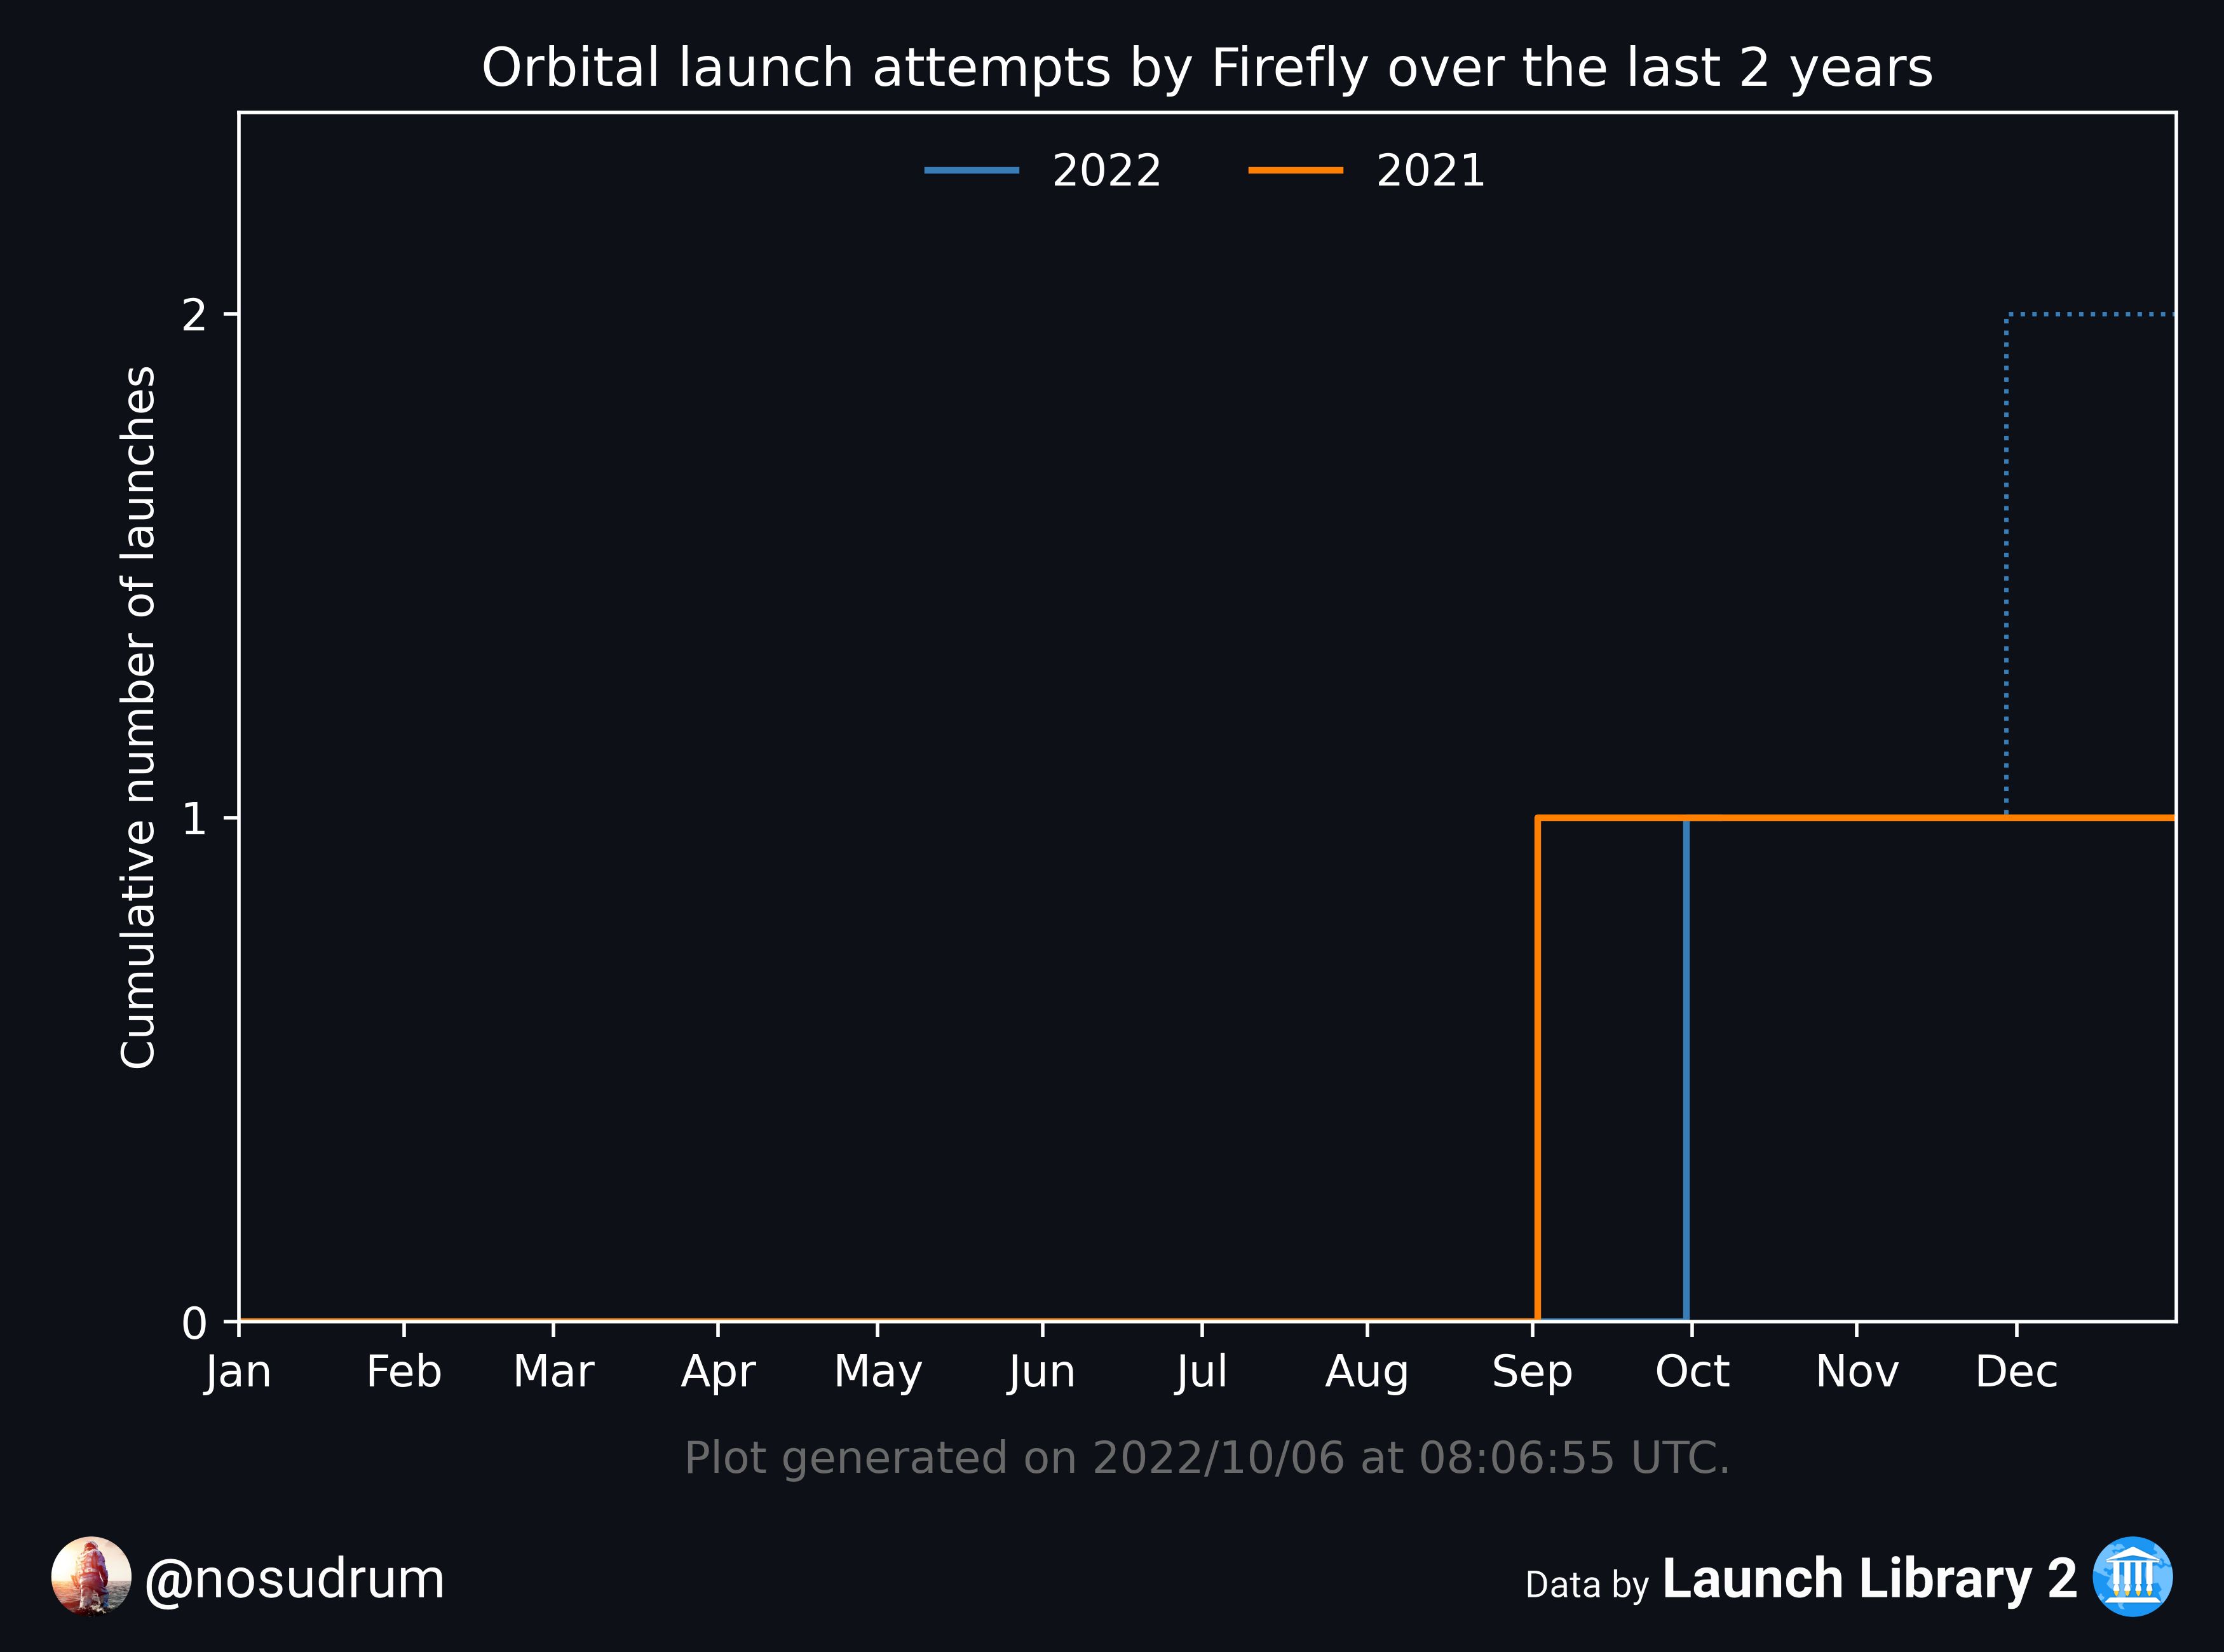 Orbital launch attempts by Firefly over the last 2 years
2022 2021
Cumulative number of launches
2
1
0
Jan Feb Mar Apr May Jun Jul Aug Sep Oct Nov Dec
Plot generated on 2022/10/06 at 08:06:55 UTC.
@nosudrum
Data by Launch Library 2